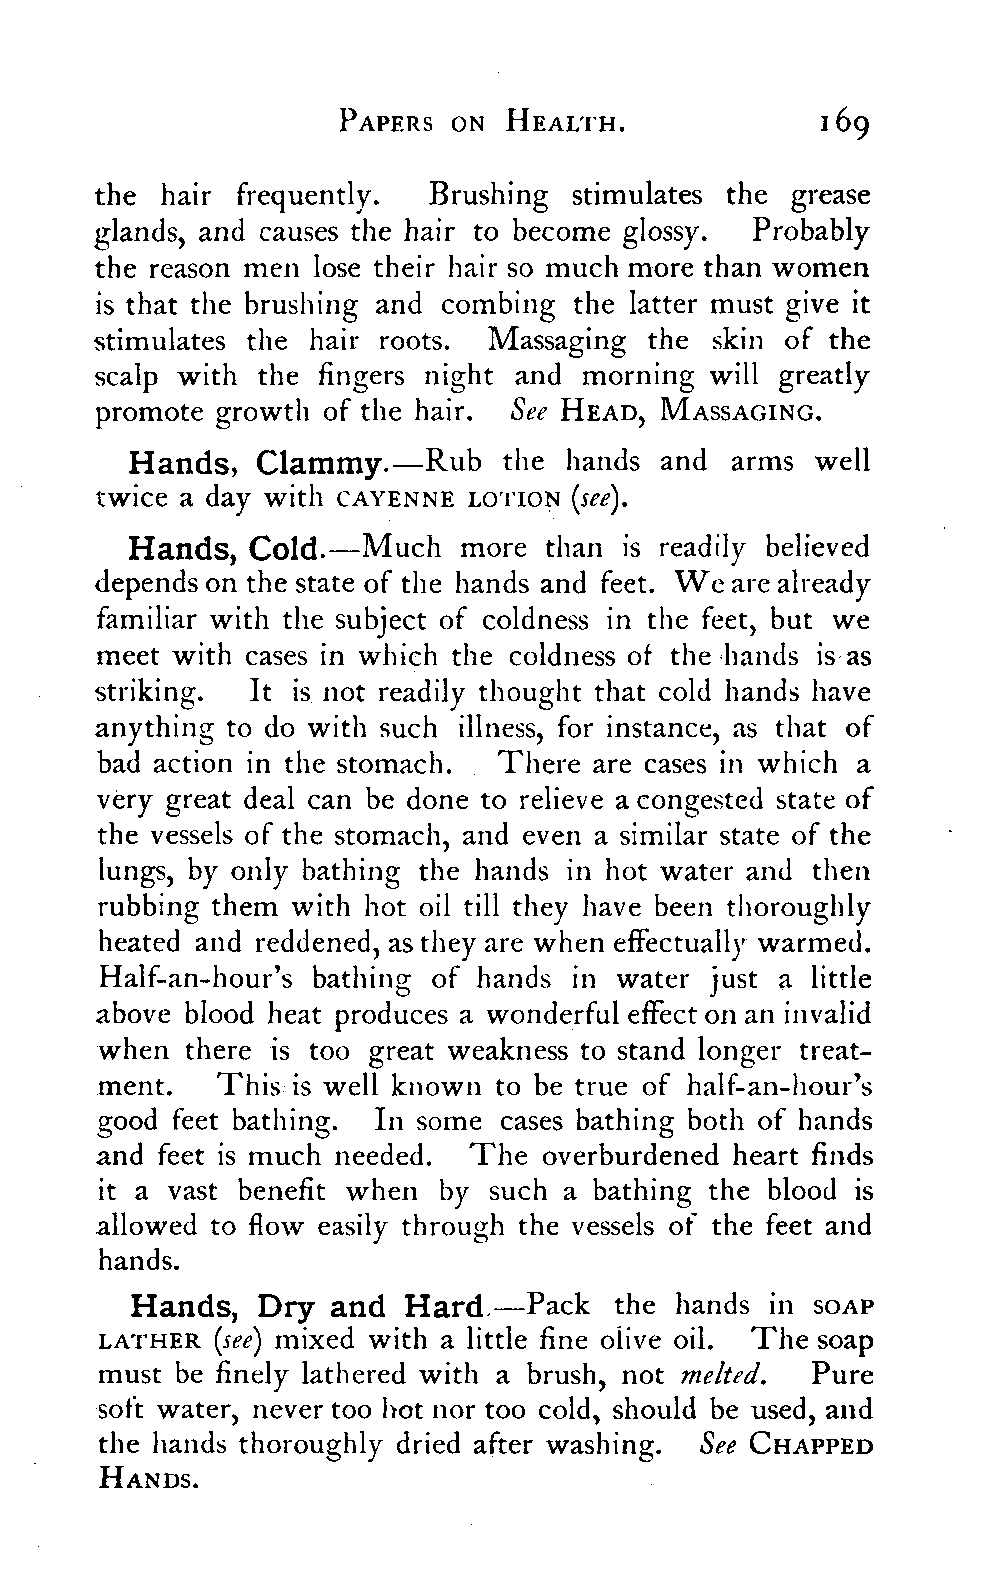 PAPERS ON HEALTH. 169
the hair frequently. Brushing stimulates the grease
glands, and causes the hair to become glossy. Probably
the reason men lose their hair so much more than women
is that the brushing and combing the latter must give it
stimulates the hair roots. Massaging the skin of the
scalp with the fingers night and morning will greatly
promote growth of the hair. See HEAD, MASSAGING.
Hands, Clammy.—Rub the hands and arms well
twice a day with CAYENNE LOTION (see).
Hands, Cold.—Much more than is readily believed
depends on the state of the hands and feet. We are already
familiar with the subject of coldness in the feet, but we
meet with cases in which the coldness of the hands is as
striking. It is not readily thought that cold hands have
anything to do with such illness, for instance, as that of
bad action in the stomach. There are cases in which a
very great deal can be done to relieve a congested state of
the vessels of the stomach, and even a similar state of the
lungs, by only bathing the hands in hot water and then
rubbing them with hot oil till they have been thoroughly
heated and reddened, as they are when effectually warmed.
Half-an-hour's bathing of hands in water just a little
above blood heat produces a wonderful effect on an invalid
when there is too great weakness to stand longer treat-
ment. This is well known to be true of half-an-hour's
good feet bathing. In some cases bathing both of hands
and feet is much needed. The overburdened heart finds
it a vast benefit when by such a bathing the blood is
allowed to flow easily through the vessels of the feet and
hands.
Hands, Dry and Hard.—Pack the hands in SOAP
LATHER (see) mixed with a little fine olive oil. The soap
must be finely lathered with a brush, not melted. Pure
soft water, never too hot nor too cold, should be used, and
the hands thoroughly dried after washing. See CHAPPED
HANDS.